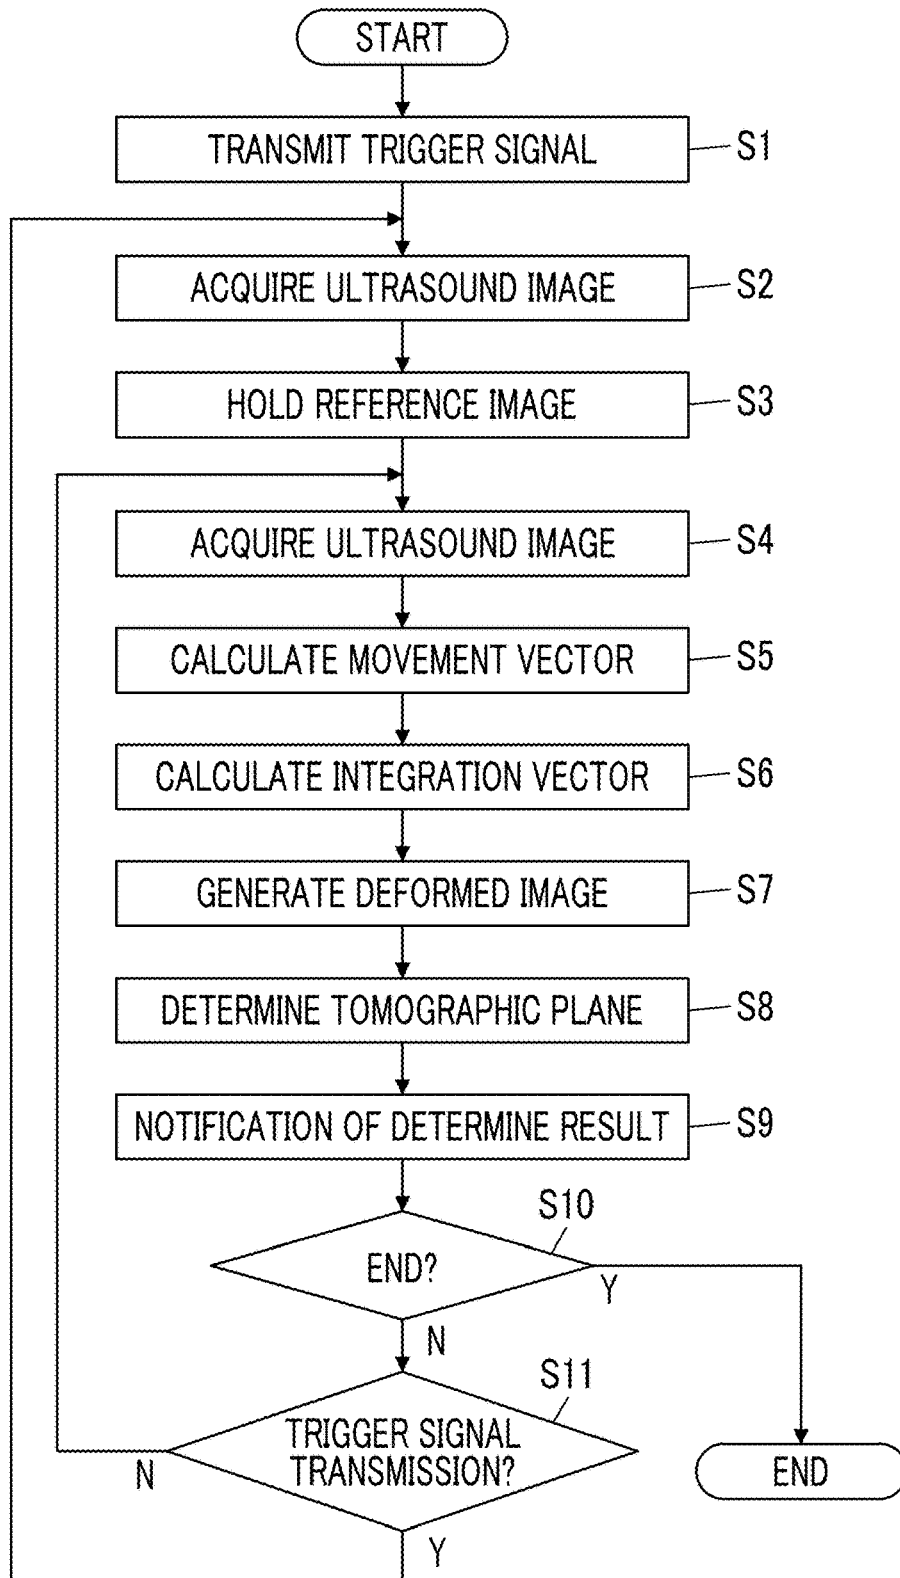 START
TRANSMIT TRIGGER SIGNAL
S1
ACQUIRE ULTRASOUND IMAGE
S2
HOLD REFERENCE IMAGE
S3
ACQUIRE ULTRASOUND IMAGE
S4
CALCULATE MOVEMENT VECTOR
S5
CALCULATE INTEGRATION VECTOR
S6
GENERATE DEFORMED IMAGE
S7
DETERMINE TOMOGRAPHIC PLANE
S8
NOTIFICATION OF DETERMINE RESULT
S9
S10
END?
Y
N
S11
TRIGGER SIGNAL
TRANSMISSION?
N
END
Y